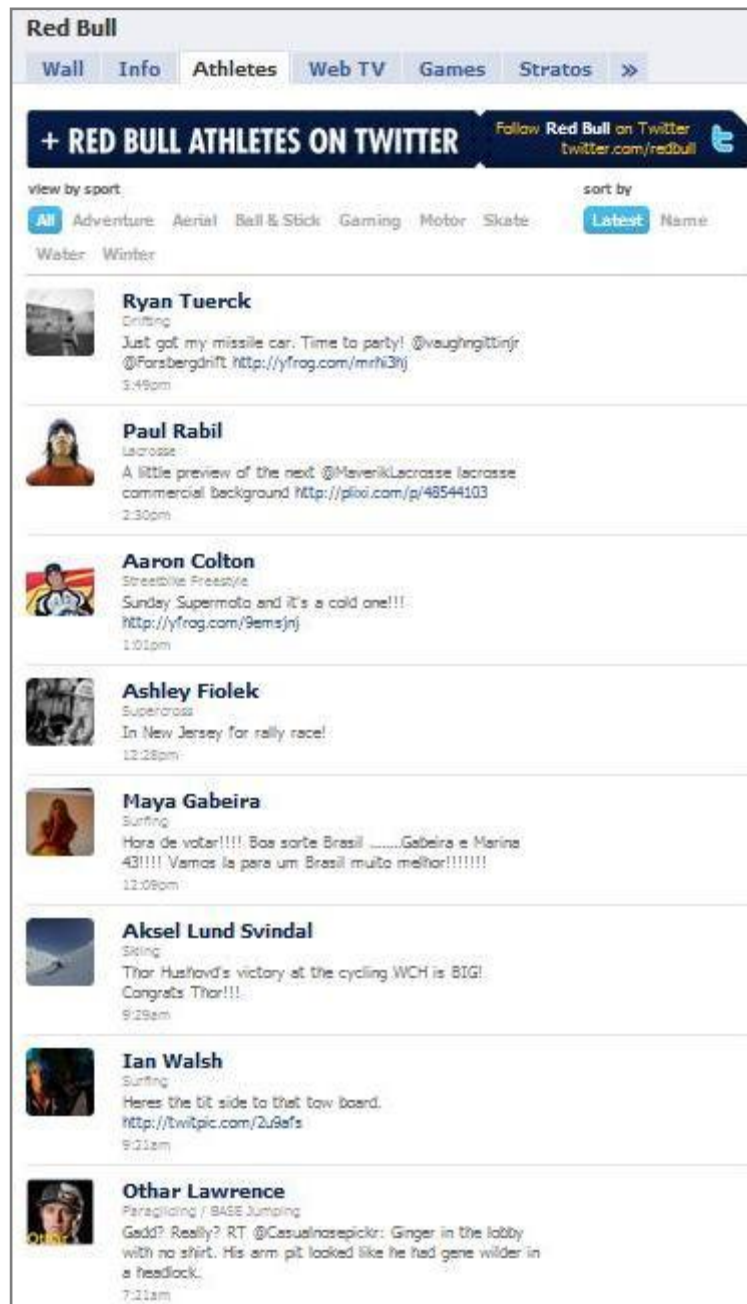 Red Bull
Wall Info Athletes Web TV Games Stratos »
+ RED BULL ATHLETES ON TWITTER
Follow Red Bull on Twitter
twitter.com/redbull
view by sport sort by
All Adventure Aerial Ball & Stick Gaming Motor Skate Latest Name
Water Winter
Ryan Tuerck
Drifting
Just got my missile car. Time to party! @vaughngittinjr
@Forsbergdrift http://yfrog.com/mrhi3hj
3:49pm
Paul Rabil
Lacrosse
A little preview of the next @MaverikLacrosse lacrosse
commercial background http://plixi.com/p/48544103
2:30pm
Aaron Colton
Streetbike Freestyle
Sunday Supermoto and it's a cold one!!!
http://yfrog.com/9emsjnj
1:01pm
Ashley Fiolek
Supercross
In New Jersey for rally race!
12:28pm
Maya Gabeira
Surfing
Hora de votar!!!! Boa sorte Brasil .......Gabeira e Marina
43!!!! Vamos la para um Brasil muito melhor!!!!!!!
12:09pm
Aksel Lund Svindal
Skiing
Thor Hushovd's victory at the cycling WCH is BIG!
Congrats Thor!!!
9:29am
Ian Walsh
Surfing
Heres the tit side to that tow board.
http://twitpic.com/2u9afs
9:21am
Othar Lawrence
Paragliding / BASE Jumping
Othar
Gadd? Really? RT @Casualnosepickr: Ginger in the lobby
with no shirt. His arm pit looked like he had gene wilder in
a headlock.
7:21am